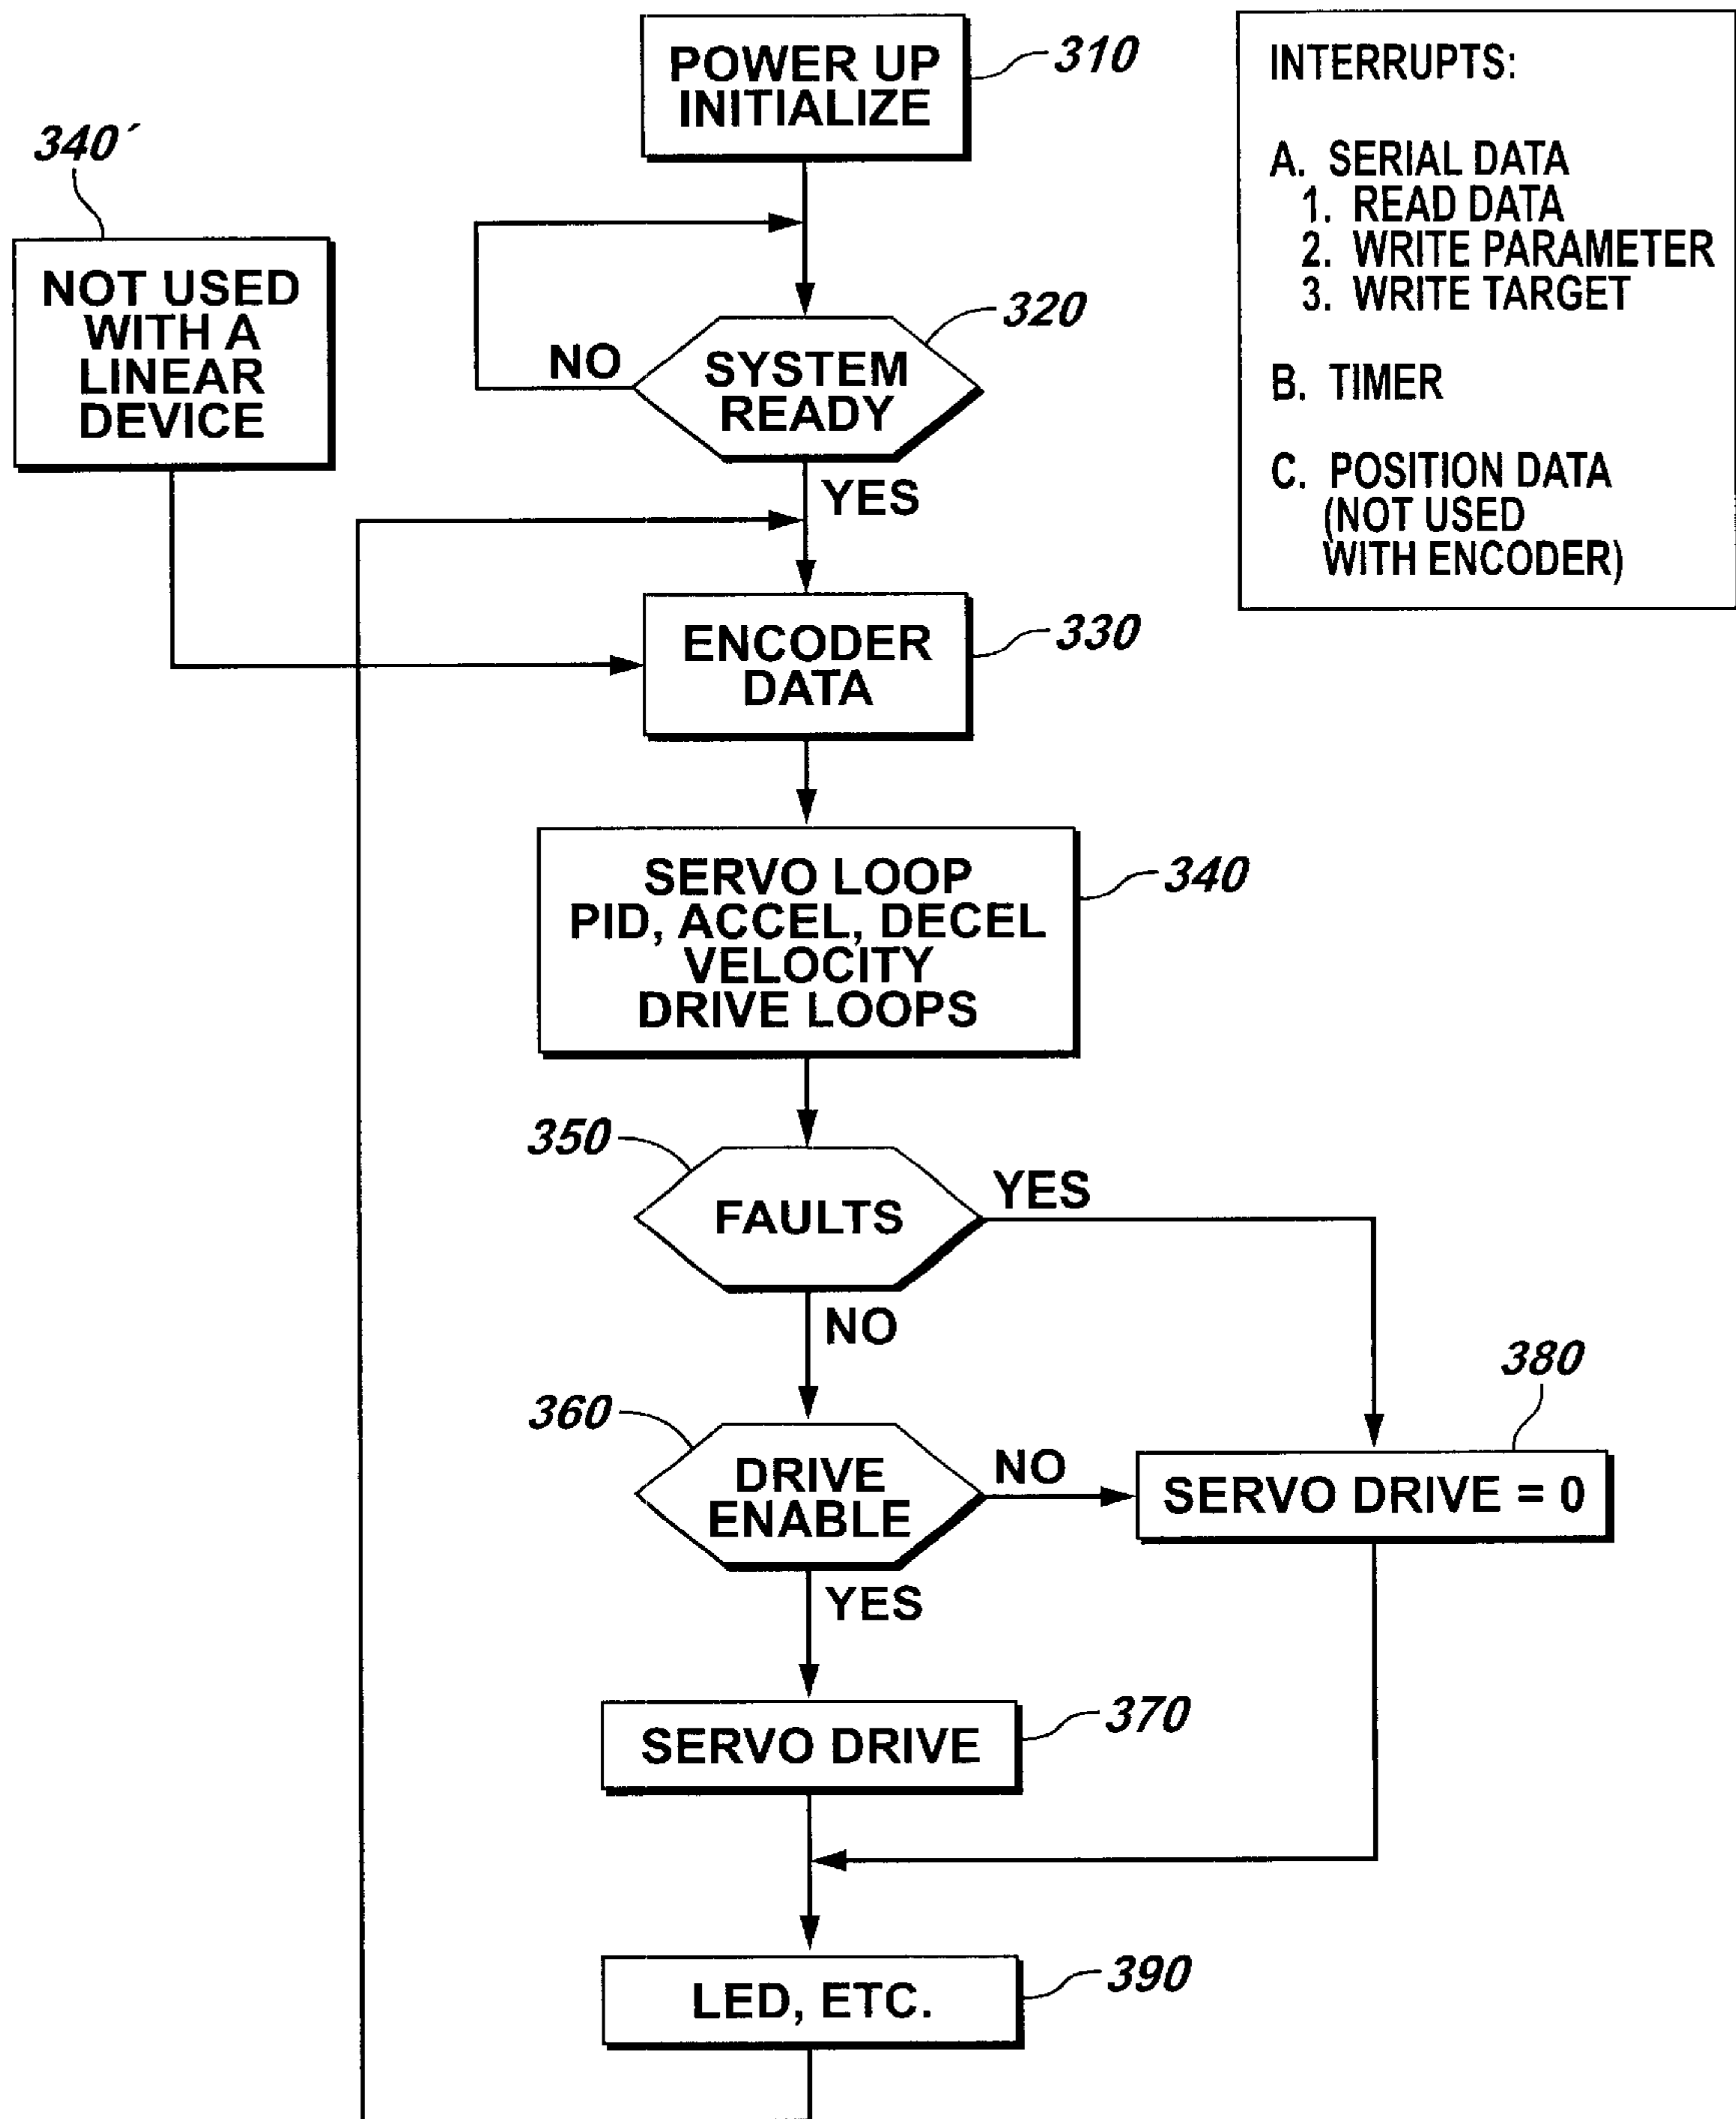 POWER UP
INITIALIZE
310
INTERRUPTS:
A. SERIAL DATA
1. READ DATA
2. WRITE PARAMETER
3. WRITE TARGET
B. TIMER
C. POSITION DATA
(NOT USED
WITH ENCODER)
340´
NOT USED
WITH A
LINEAR
DEVICE
320
NO
SYSTEM
READY
YES
330
ENCODER
DATA
340
SERVO LOOP
PID, ACCEL, DECEL
VELOCITY
DRIVE LOOPS
350
FAULTS
YES
NO
360
DRIVE
ENABLE
NO
380
SERVO DRIVE = 0
YES
370
SERVO DRIVE
390
LED, ETC.